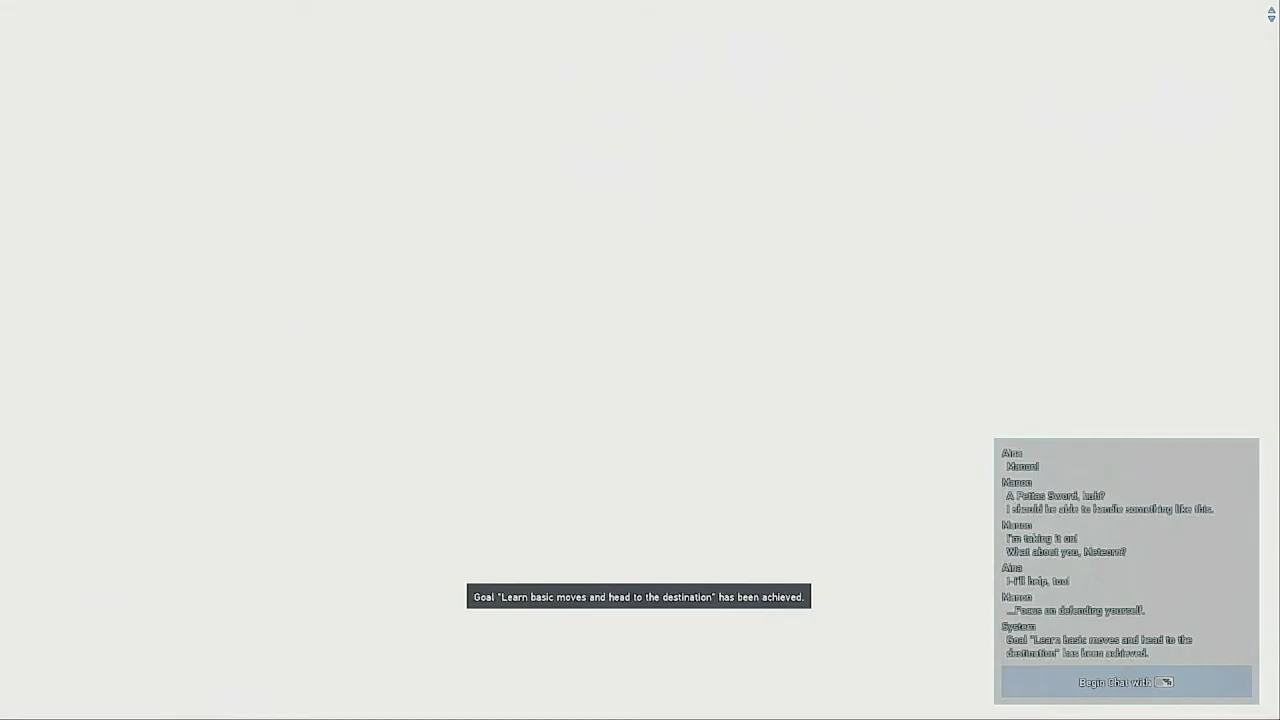 Goal "Learn basic moves and head to the destination" has been achieved.
Aina
Manon!
Manon
A Pettas Sword, huh?
I should be able to handle something like this.
Manon
I'm taking it on!
What about you, Meteorn?
Aina
I-I'll help, too!
Manon
...Focus on defending yourself.
System
Goal "Learn basic moves and head to the
destination" has been achieved.
Begin Chat with